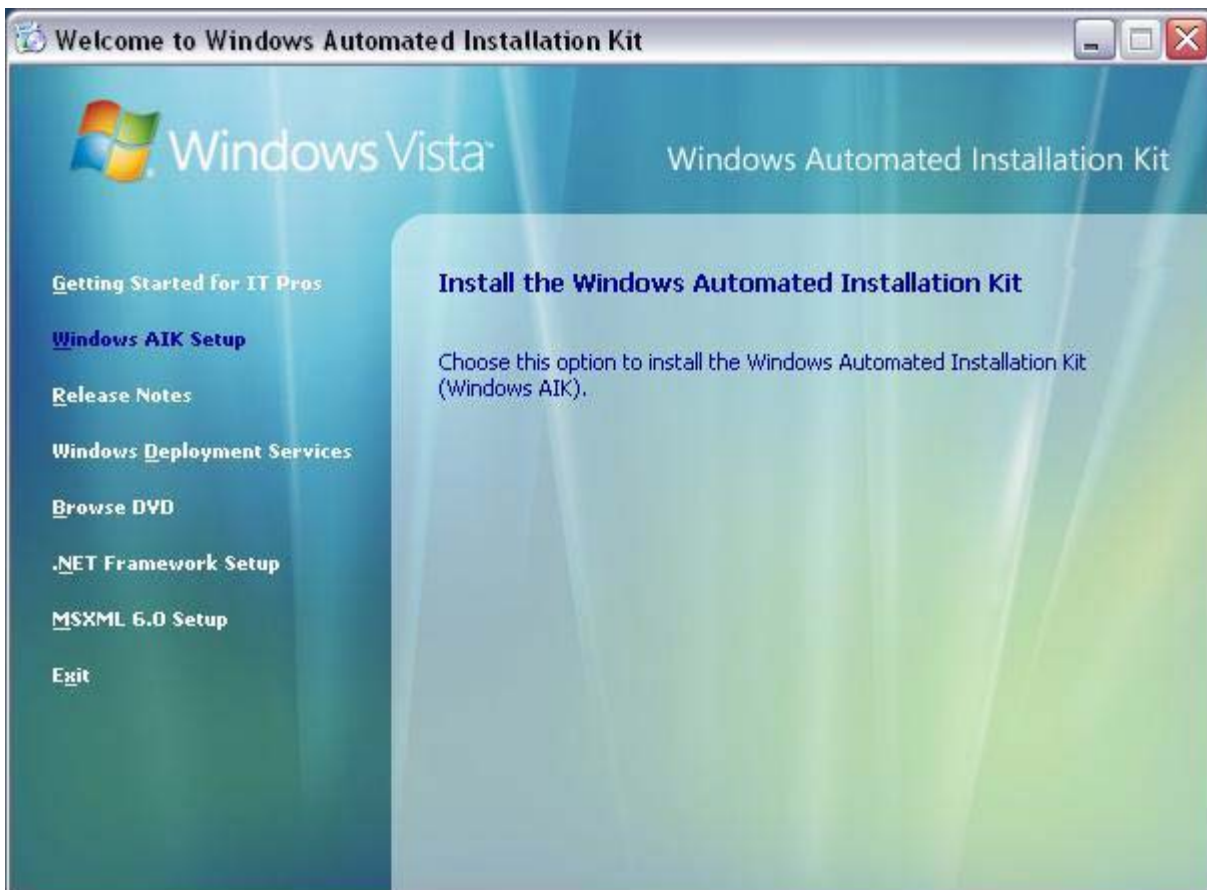 Welcome to Windows Automated Installation Kit
Windows Vista™
Windows Automated Installation Kit
Getting Started for IT Pros
Windows AIK Setup
Release Notes
Windows Deployment Services
Browse DVD
.NET Framework Setup
MSXML 6.0 Setup
Exit
Install the Windows Automated Installation Kit
Choose this option to install the Windows Automated Installation Kit
(Windows AIK).